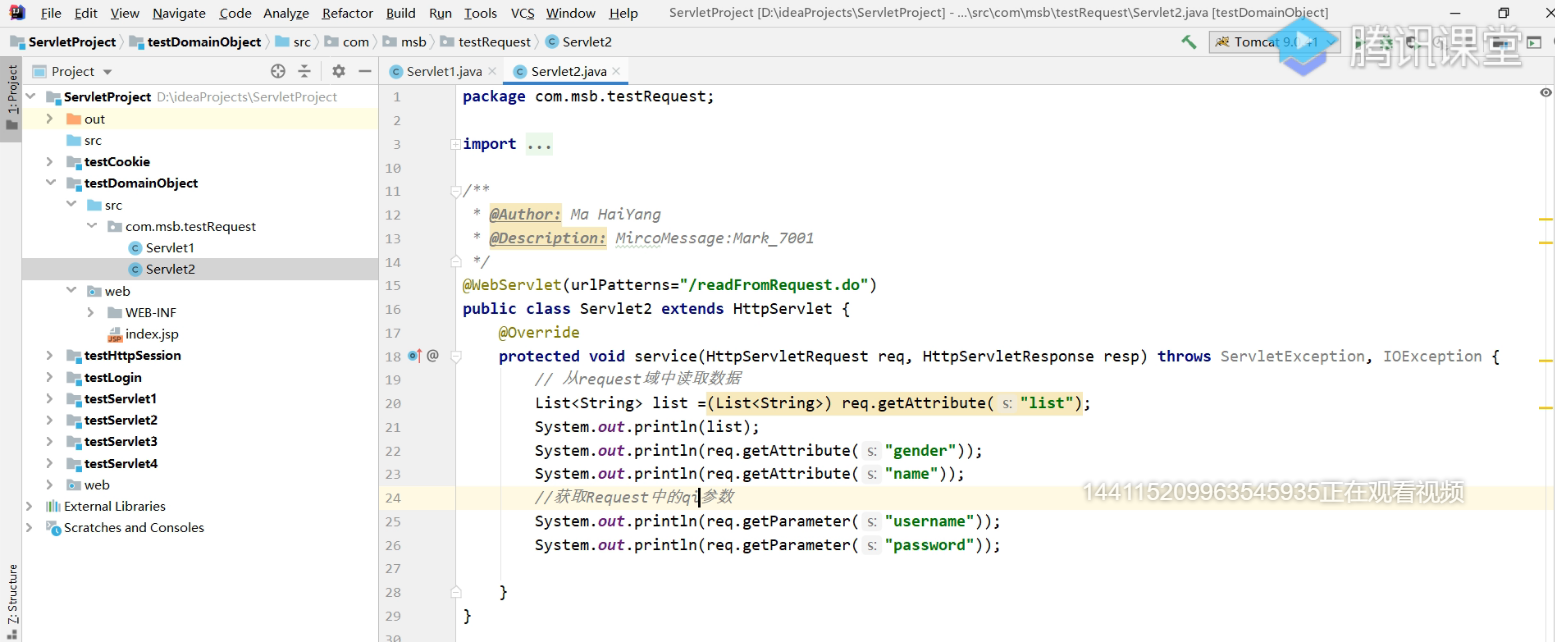 File Edit View Navigate Code Analyze Refactor Build Run Tools VCS Window Help ServletProject [D:\ideaProjects\ServletProject] - ...\src\com\msb\testRequest\Servlet2.java [testDomainObject]
ServletProject testDomainObject src com msb testRequest Servlet2
腾讯课堂
Project
Servlet1.java Servlet2.java
1: Project
Z: Structure
ServletProject D:\ideaProjects\ServletProject
out
src
testCookie
testDomainObject
src
com.msb.testRequest
Servlet1
Servlet2
web
WEB-INF
index.jsp
testHttpSession
testLogin
testServlet1
testServlet2
testServlet3
testServlet4
web
External Libraries
Scratches and Consoles
1 package com.msb.testRequest;
2
3 import ...
10
11 /**
12 * @Author: Ma HaiYang
13 * @Description: MircoMessage:Mark_7001
14 */
15 @WebServlet(urlPatterns="/readFromRequest.do")
16 public class Servlet2 extends HttpServlet {
17 @Override
18 protected void service(HttpServletRequest req, HttpServletResponse resp) throws ServletException, IOException {
19 // 从request域中读取数据
20 List<String> list =(List<String>) req.getAttribute( s: "list");
21 System.out.println(list);
22 System.out.println(req.getAttribute( s: "gender"));
23 System.out.println(req.getAttribute( s: "name"));
24 //获取Request中的qi参数
144115209963545935正在观看视频
25 System.out.println(req.getParameter( s: "username"));
26 System.out.println(req.getParameter( s: "password"));
27
28 }
29 }
30